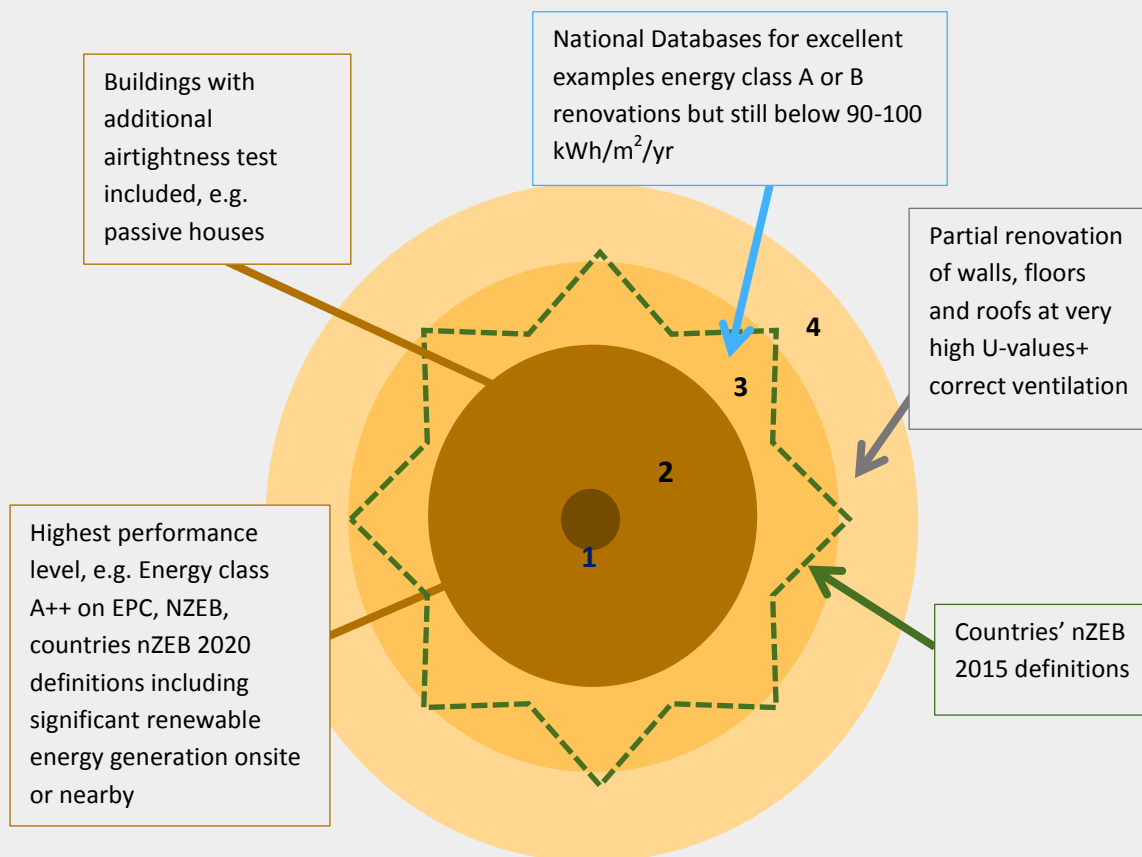 Buildings with
additional
airtightness test
included, e.g.
passive houses
National Databases for excellent
examples energy class A or B
renovations but still below 90-100
kWh/m²/yr
Partial renovation
of walls, floors
and roofs at very
high U-values+
correct ventilation
4
3
2
1
Highest performance
level, e.g. Energy class
A++ on EPC, NZEB,
countries nZEB 2020
definitions including
significant renewable
energy generation onsite
or nearby
Countries’ nZEB
2015 definitions